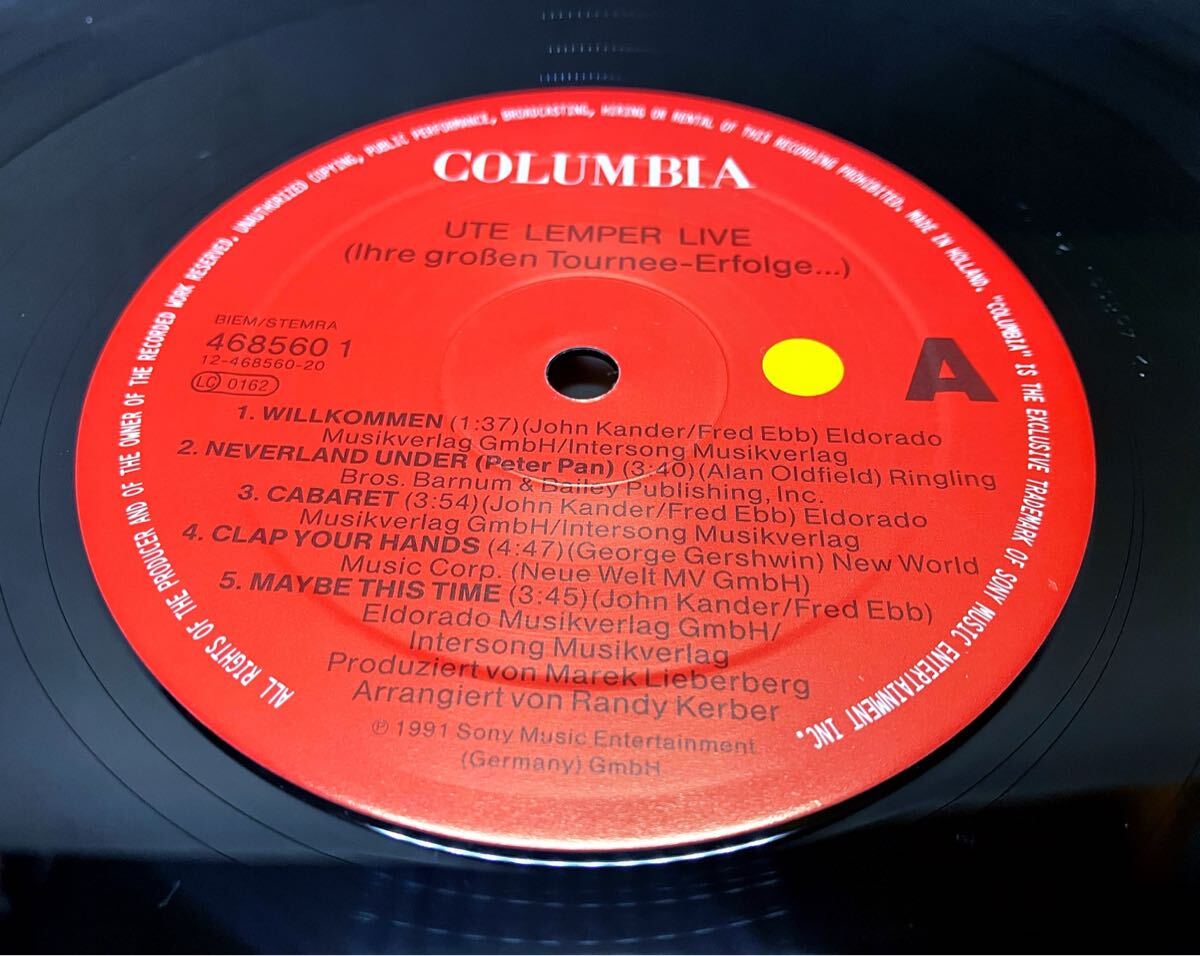 ALL RIGHTS OF THE PRODUCER AND OF THE OWNER OF THE RECORDED WORK RESERVED, UNAUTHORIZED COPYING, PUBLIC PERFORMANCE, BROADCASTING, HIRING OR RENTAL OF THIS RECORDING PROHIBITED. MADE IN HOLLAND. "COLUMBIA" IS THE EXCLUSIVE TRADEMARK OF SONY MUSIC ENTERTAINMENT INC.
COLUMBIA
UTE LEMPER LIVE
(Ihre großen Tournee-Erfolge...)
BIEM/STEMRA
468560 1
12-468560-20
LC 0162
A
1. WILLKOMMEN (1:37)(John Kander/Fred Ebb) Eldorado
Musikverlag GmbH/Intersong Musikverlag
2. NEVERLAND UNDER (Peter Pan) (3:40)(Alan Oldfield) Ringling
Bros. Barnum & Bailey Publishing, Inc.
3. CABARET (3:54)(John Kander/Fred Ebb) Eldorado
Musikverlag GmbH/Intersong Musikverlag
4. CLAP YOUR HANDS (4:47)(George Gershwin) New World
Music Corp. (Neue Welt MV GmbH)
5. MAYBE THIS TIME (3:45)(John Kander/Fred Ebb)
Eldorado Musikverlag GmbH/
Intersong Musikverlag
Produziert von Marek Lieberberg
Arrangiert von Randy Kerber
℗ 1991 Sony Music Entertainment
(Germany) GmbH